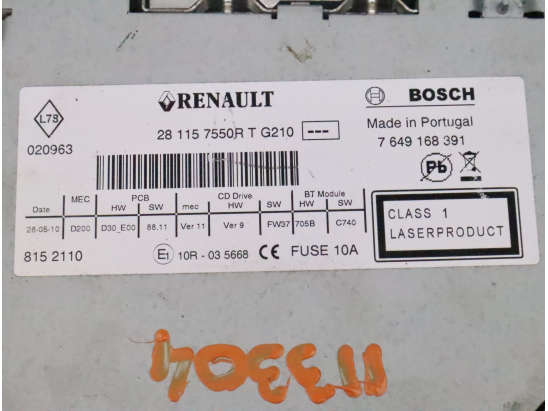 L78
RENAULT
BOSCH
28 115 7550R T G210 ---
Made in Portugal
020963
7 649 168 391
Pb
MEC PCB CD Drive BT Module
Date HW SW mec HW SW HW SW
28-05-10 D200 D30_E00 88.11 Ver 11 Ver 9 FW37 705B C740
CLASS 1
LASERPRODUCT
815 2110
E1 10R - 03 5668 CE FUSE 10A
113304